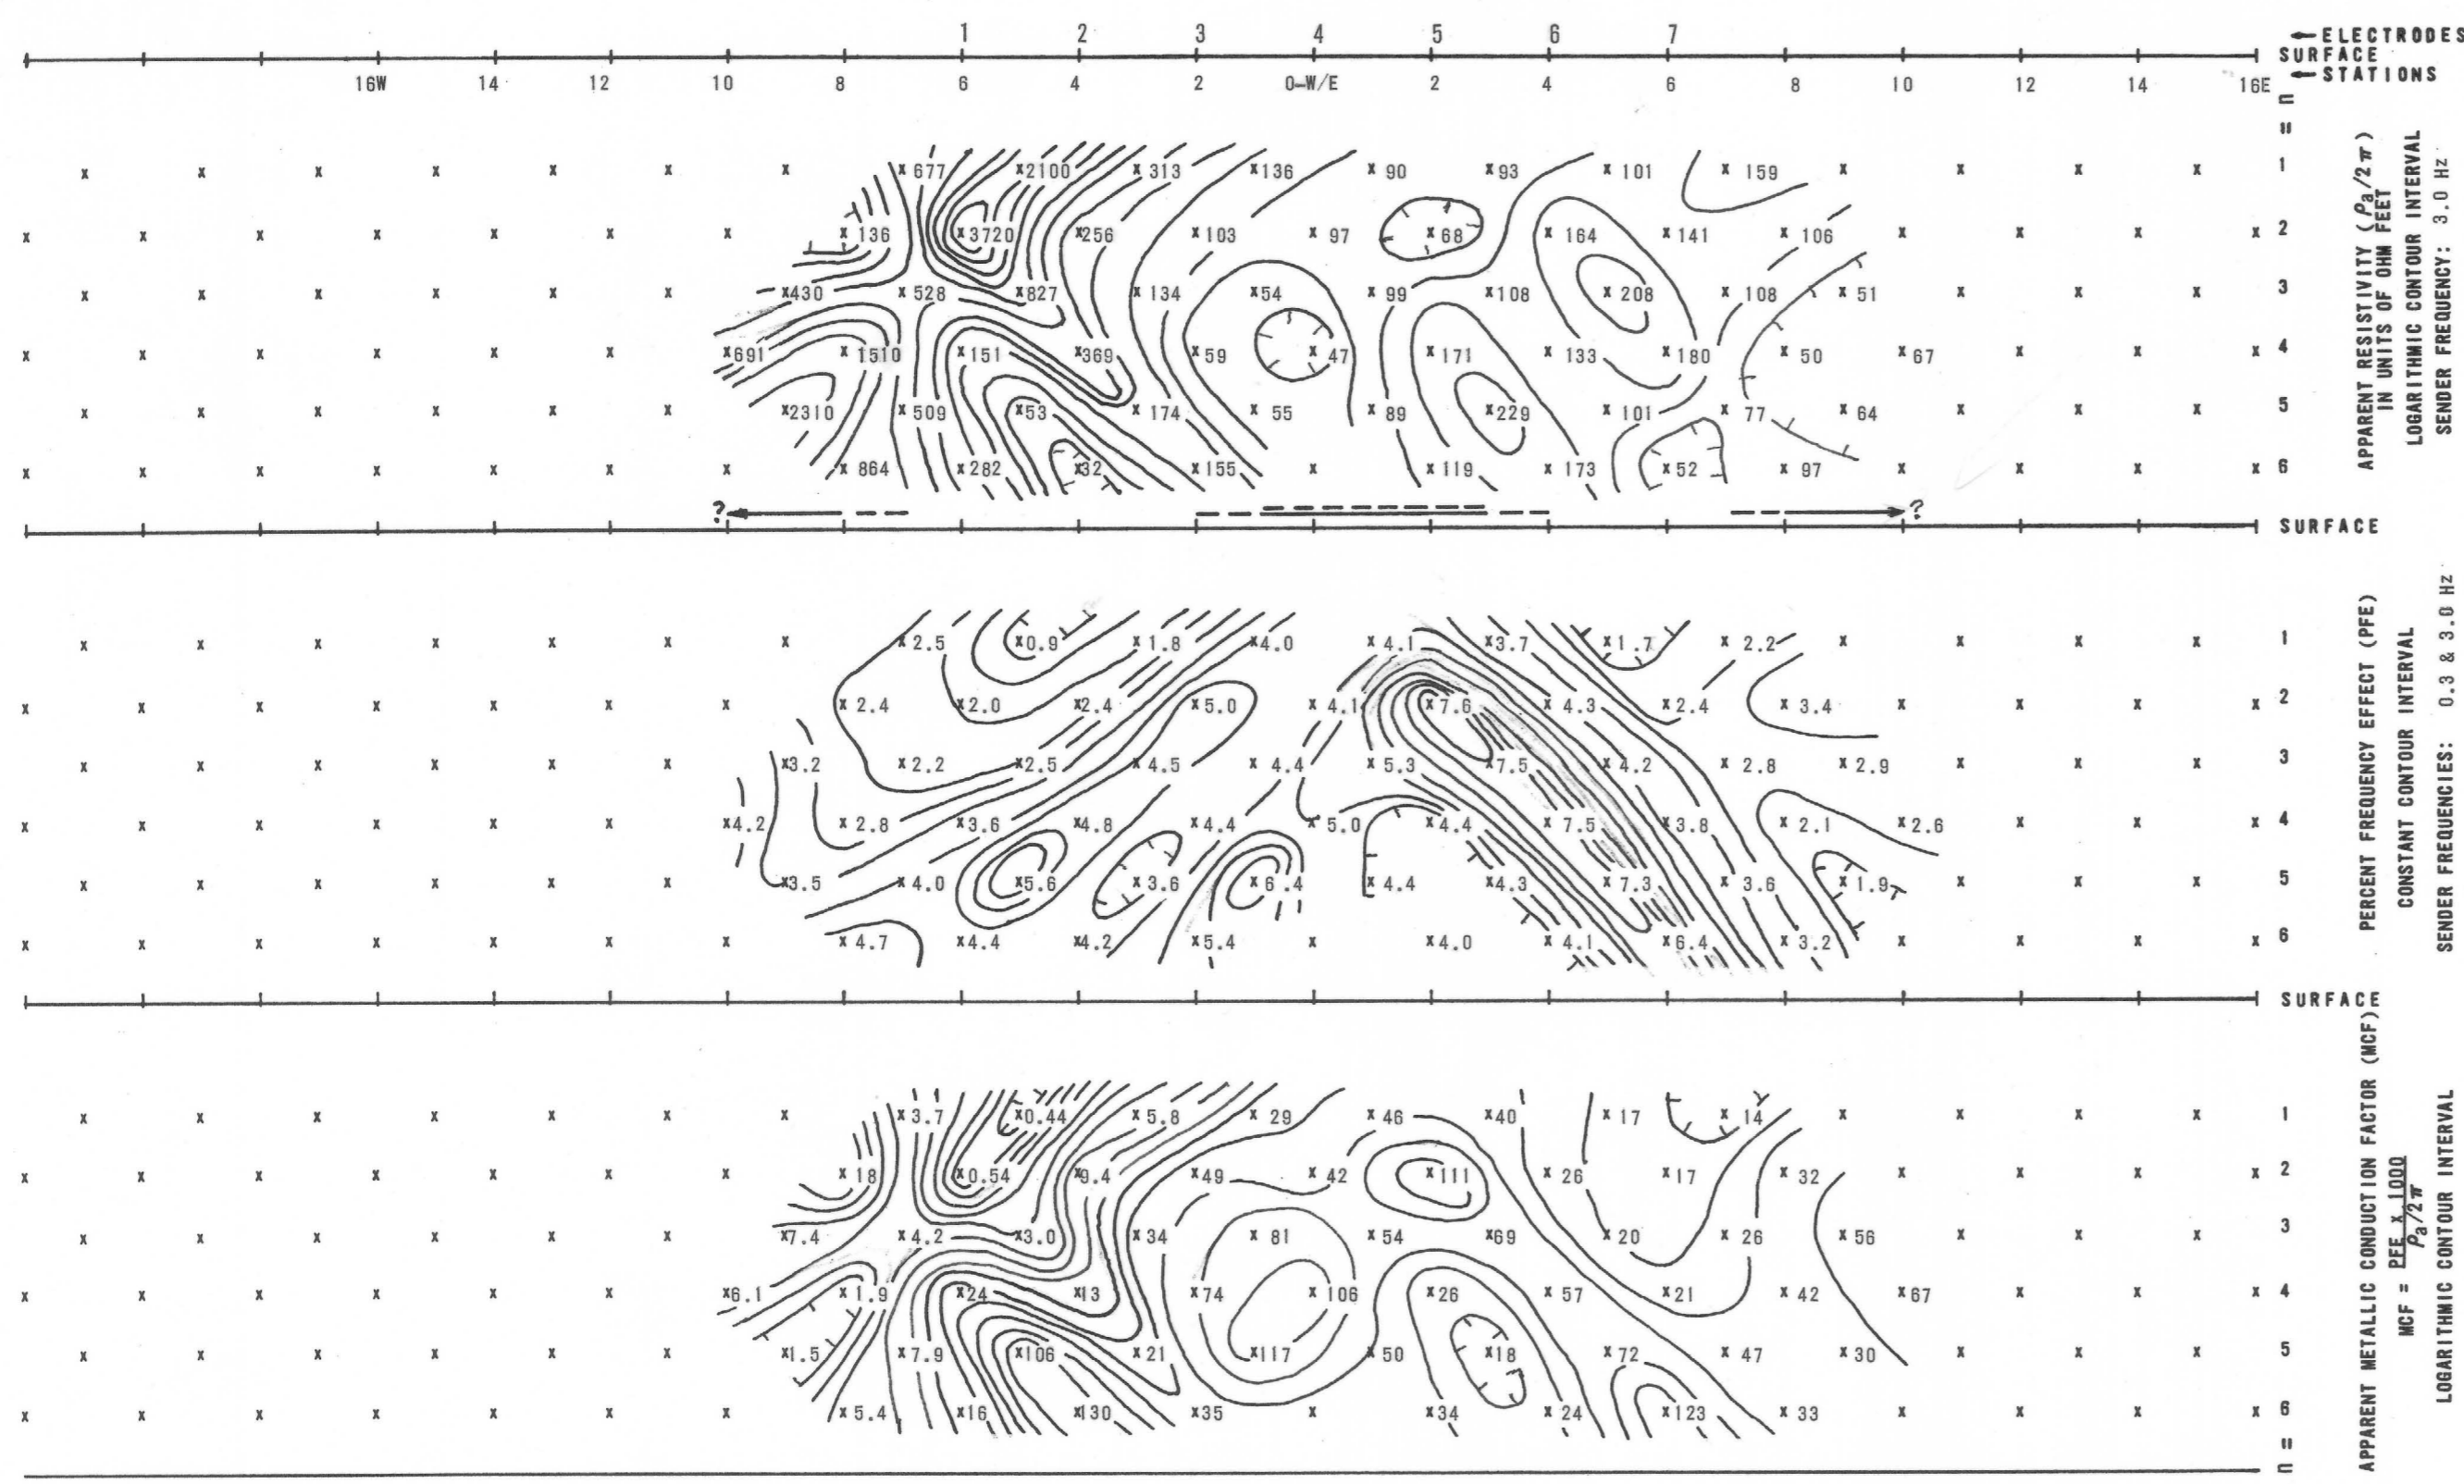 1 2 3 4 5 6 7 ←ELECTRODES
SURFACE
16W 14 12 10 8 6 4 2 0-W/E 2 4 6 8 10 12 14 16E ←STATIONS
n
=
677 2100 313 136 90 93 101 159 1
136 3720 256 103 97 68 164 141 106 2
430 528 827 134 54 99 108 208 108 51 3
691 1510 151 369 59 47 171 133 180 50 67 4
2310 509 53 174 55 89 229 101 77 64 5
864 282 32 155 119 173 52 97 6
APPARENT RESISTIVITY (ρa/2π)
IN UNITS OF OHM FEET
LOGARITHMIC CONTOUR INTERVAL
SENDER FREQUENCY: 3.0 Hz
? ?
SURFACE
2.5 0.9 1.8 4.0 4.1 3.7 1.7 2.2 1
2.4 2.0 2.4 5.0 4.1 7.6 4.3 2.4 3.4 2
3.2 2.2 2.5 4.5 4.4 5.3 7.5 4.2 2.8 2.9 3
4.2 2.8 3.6 4.8 4.4 5.0 4.4 7.5 3.8 2.1 2.6 4
3.5 4.0 5.6 3.6 6.4 4.4 4.3 7.3 3.6 1.9 5
4.7 4.4 4.2 5.4 4.0 4.1 6.4 3.2 6
PERCENT FREQUENCY EFFECT (PFE)
CONSTANT CONTOUR INTERVAL
SENDER FREQUENCIES: 0.3 & 3.0 Hz
SURFACE
3.7 0.44 5.8 29 46 40 17 14 1
18 0.54 9.4 49 42 111 26 17 32 2
7.4 4.2 3.0 34 81 54 69 20 26 56 3
6.1 1.9 24 13 74 106 26 57 21 42 67 4
1.5 7.9 106 21 117 50 18 72 47 30 5
5.4 16 130 35 34 24 123 33 6
=
n
APPARENT METALLIC CONDUCTION FACTOR (MCF)
MCF = PFE x 1000
ρa/2π
LOGARITHMIC CONTOUR INTERVAL